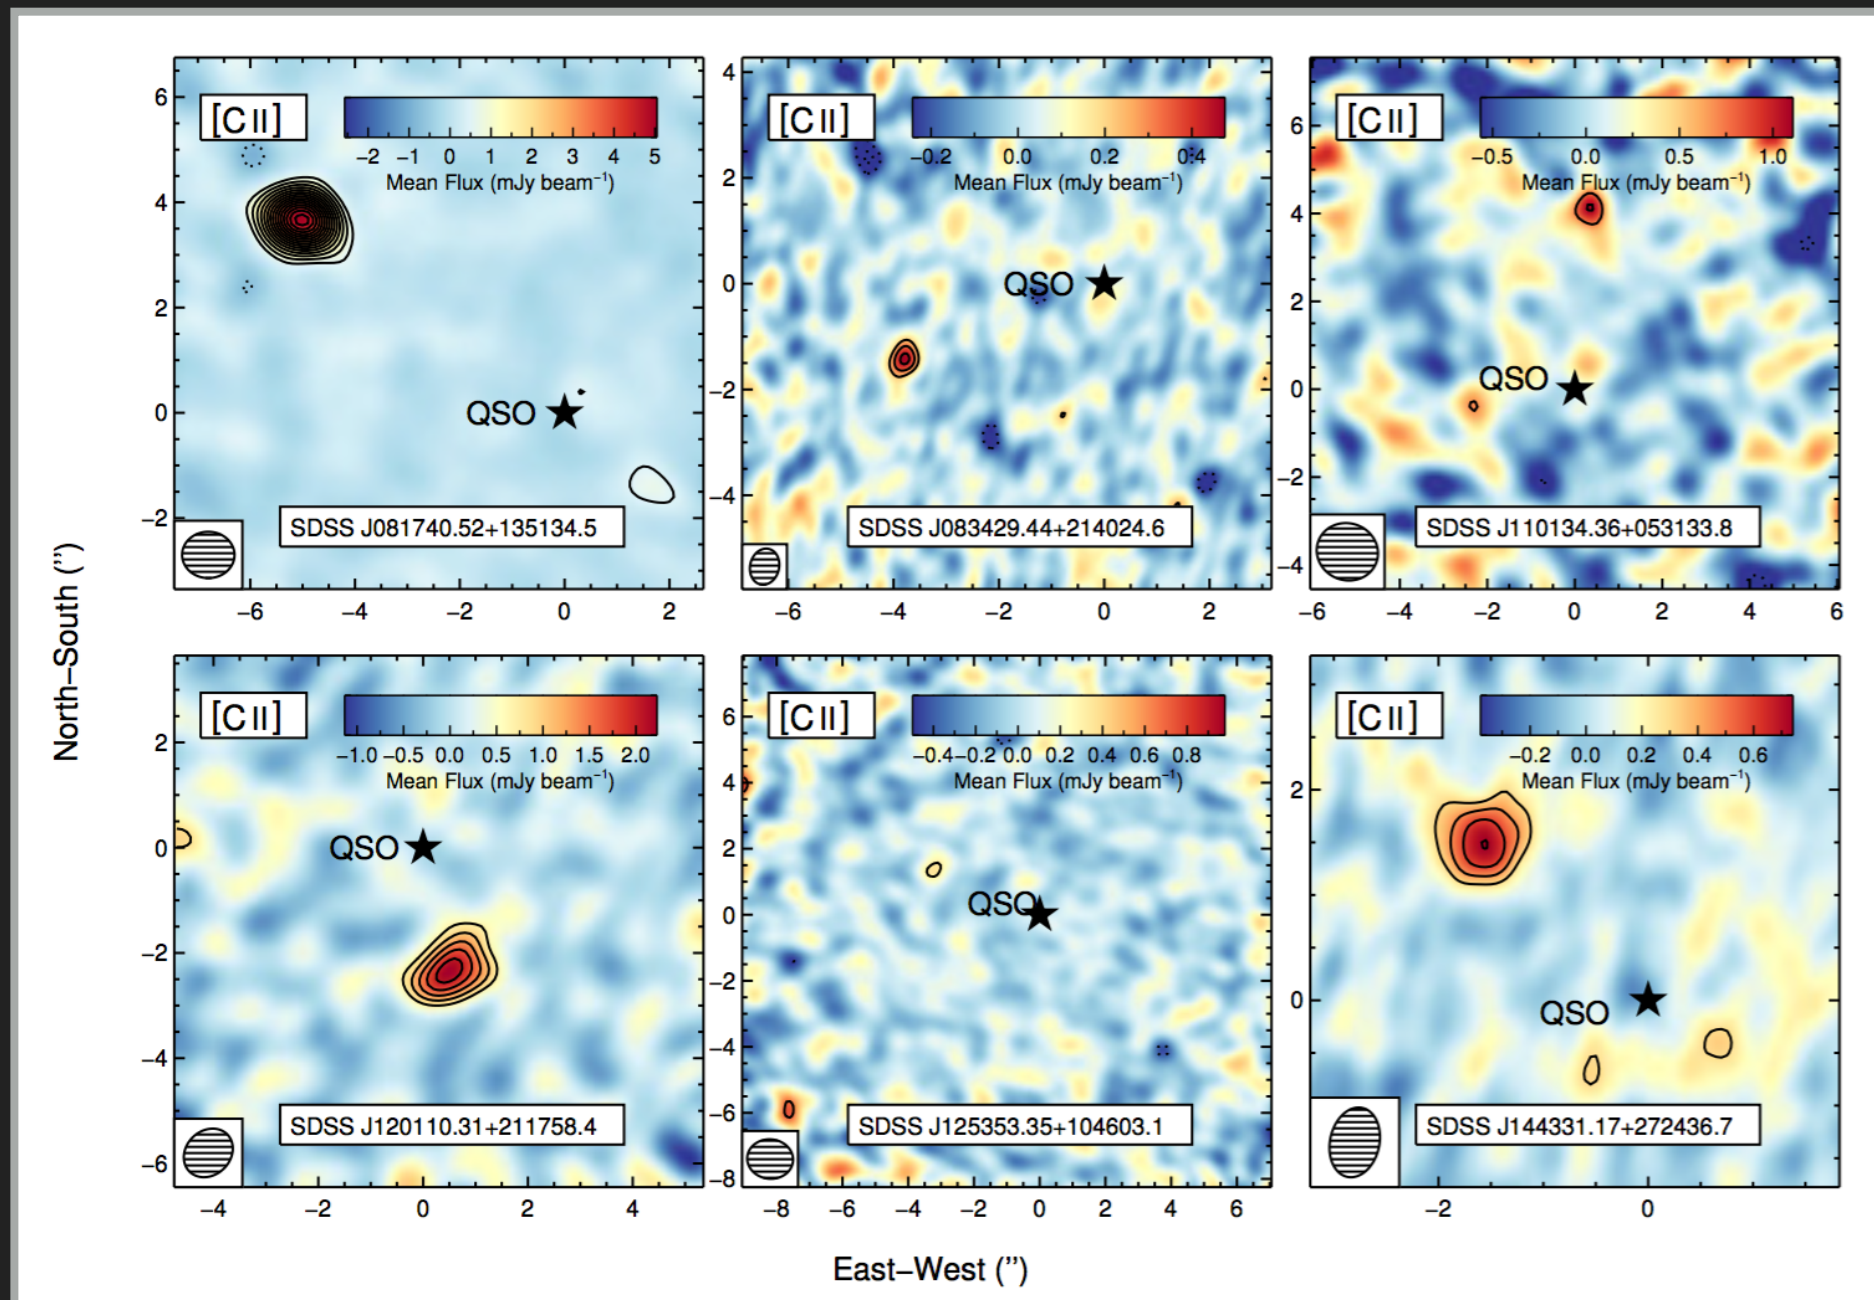 [C II]
−2 −1 0 1 2 3 4 5
Mean Flux (mJy beam−1)
6
4
2
0
−2
QSO
SDSS J081740.52+135134.5
−6 −4 −2 0 2
[C II]
−0.2 0.0 0.2 0.4
Mean Flux (mJy beam−1)
4
2
0
−2
−4
QSO
SDSS J083429.44+214024.6
−6 −4 −2 0 2
[C II]
−0.5 0.0 0.5 1.0
Mean Flux (mJy beam−1)
6
4
2
0
−2
−4
QSO
SDSS J110134.36+053133.8
−6 −4 −2 0 2 4 6
North−South (”)
[C II]
−1.0 −0.5 0.0 0.5 1.0 1.5 2.0
Mean Flux (mJy beam−1)
2
0
−2
−4
−6
QSO
SDSS J120110.31+211758.4
−4 −2 0 2 4
[C II]
−0.4 −0.2 0.0 0.2 0.4 0.6 0.8
Mean Flux (mJy beam−1)
6
4
2
0
−2
−4
−6
−8
QSO
SDSS J125353.35+104603.1
−8 −6 −4 −2 0 2 4 6
[C II]
−0.2 0.0 0.2 0.4 0.6
Mean Flux (mJy beam−1)
2
0
QSO
SDSS J144331.17+272436.7
−2 0
East−West (”)